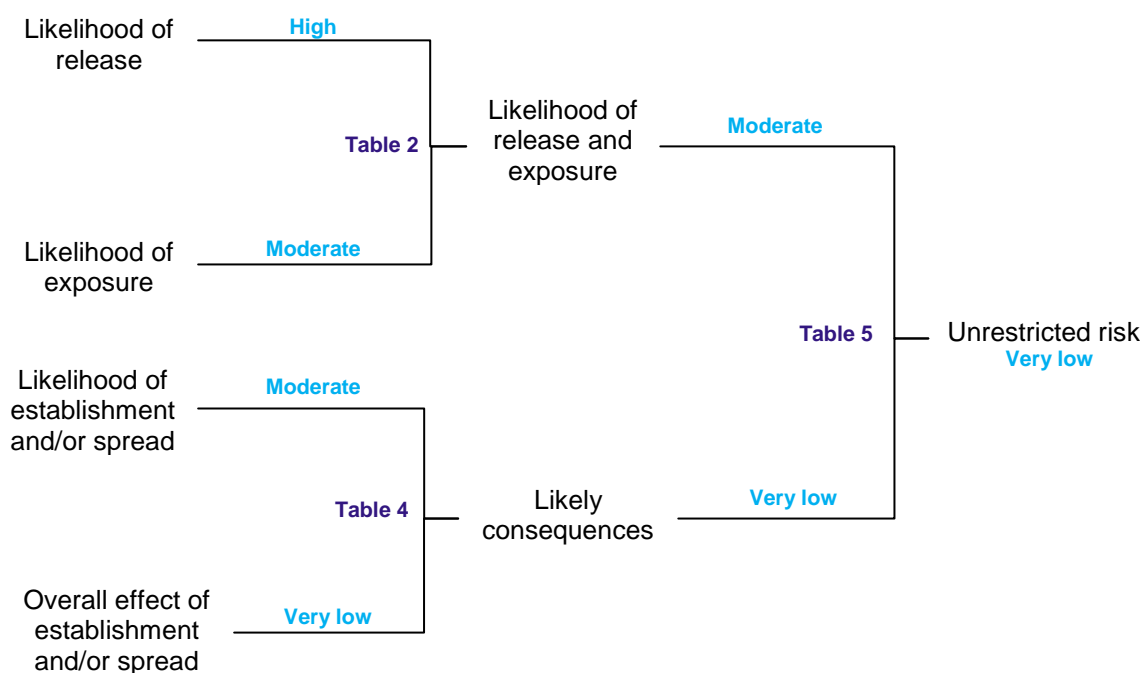 Likelihood of
release
High
Table 2
Likelihood of
release and
exposure
Moderate
Likelihood of
exposure
Moderate
Table 5
Unrestricted risk
Very low
Likelihood of
establishment
and/or spread
Moderate
Table 4
Likely
consequences
Very low
Overall effect of
establishment
and/or spread
Very low